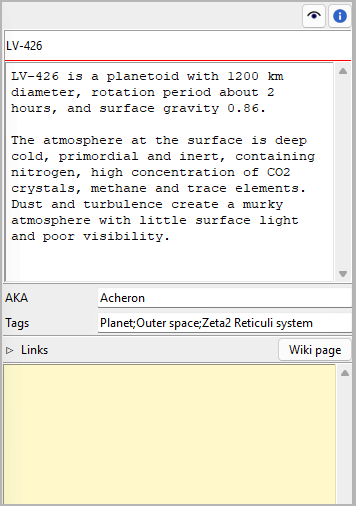 LV-426
LV-426 is a planetoid with 1200 km
diameter, rotation period about 2
hours, and surface gravity 0.86.
The atmosphere at the surface is deep
cold, primordial and inert, containing
nitrogen, high concentration of CO2
crystals, methane and trace elements.
Dust and turbulence create a murky
atmosphere with little surface light
and poor visibility.
AKA Acheron
Tags Planet;Outer space;Zeta2 Reticuli system
Links Wiki page